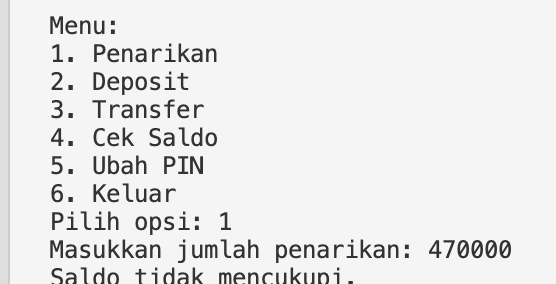 Menu:
1. Penarikan
2. Deposit
3. Transfer
4. Cek Saldo
5. Ubah PIN
6. Keluar
Pilih opsi: 1
Masukkan jumlah penarikan: 470000
Saldo tidak mencukupi.